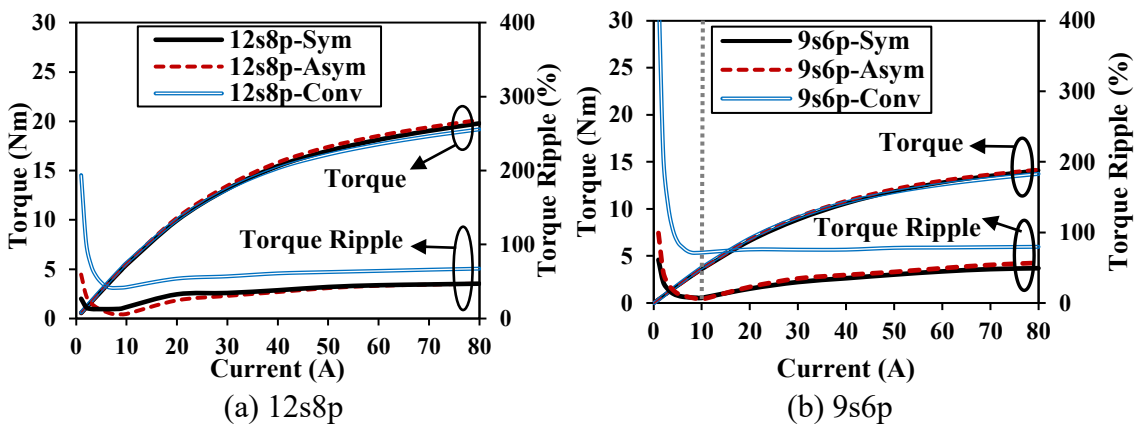 30
25
20
15
10
5
0
Torque (Nm)
12s8p-Sym
12s8p-Asym
12s8p-Conv
Torque
Torque Ripple
400
300
200
100
0
Torque Ripple (%)
0 10 20 30 40 50 60 70 80
Current (A)
(a) 12s8p
30
25
20
15
10
5
0
Torque (Nm)
9s6p-Sym
9s6p-Asym
9s6p-Conv
Torque
Torque Ripple
400
300
200
100
0
Torque Ripple (%)
0 10 20 30 40 50 60 70 80
Current (A)
(b) 9s6p